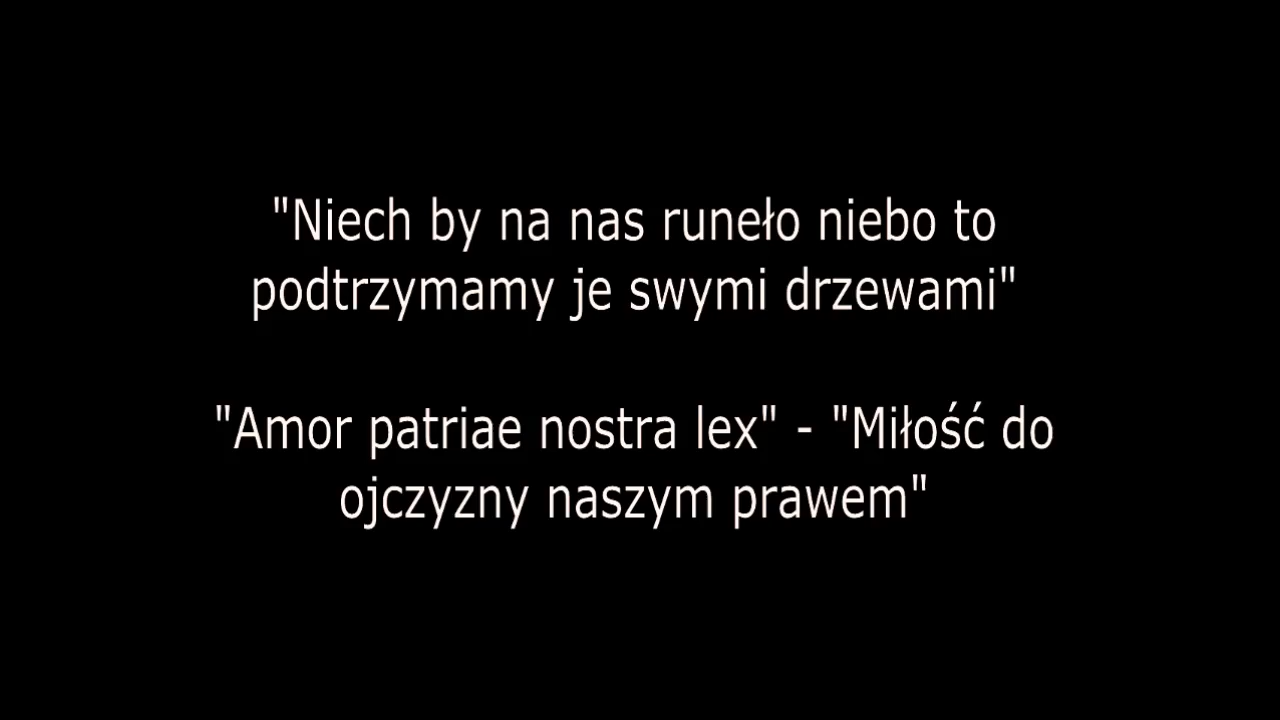 "Niech by na nas runeło niebo to
podtrzymamy je swymi drzewami"
"Amor patriae nostra lex" - "Miłość do
ojczyzny naszym prawem"